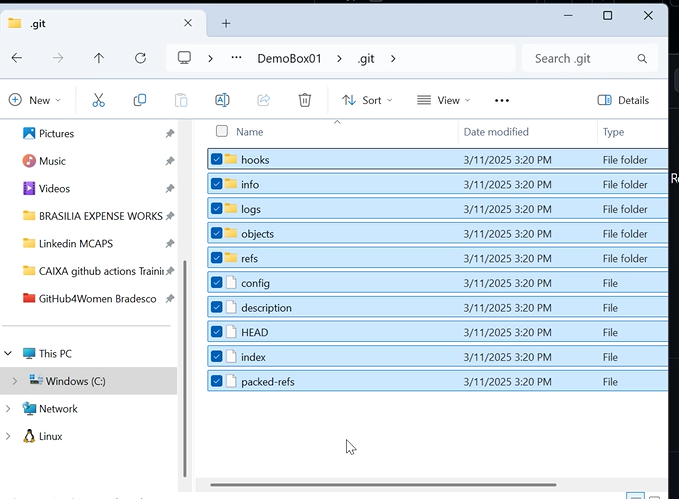 .git
DemoBox01 .git Search .git
New Sort View Details
Name Date modified Type
Pictures
Music
Videos
BRASILIA EXPENSE WORKS
Linkedin MCAPS
CAIXA github actions Traini
GitHub4Women Bradesco
This PC
Windows (C:)
Network
Linux
hooks 3/11/2025 3:20 PM File folder
info 3/11/2025 3:20 PM File folder
logs 3/11/2025 3:20 PM File folder
objects 3/11/2025 3:20 PM File folder
refs 3/11/2025 3:20 PM File folder
config 3/11/2025 3:20 PM File
description 3/11/2025 3:20 PM File
HEAD 3/11/2025 3:20 PM File
index 3/11/2025 3:20 PM File
packed-refs 3/11/2025 3:20 PM File